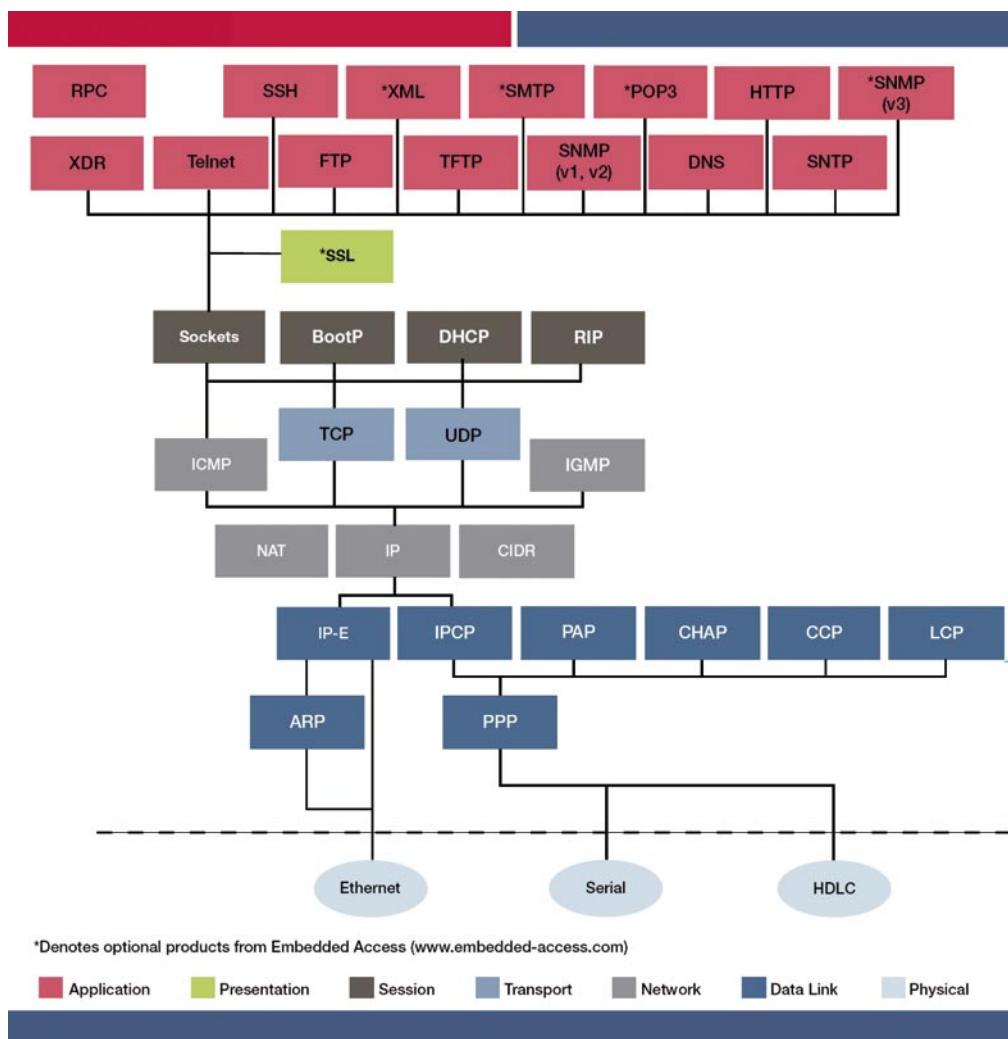 RPC
SSH
*XML
*SMTP
*POP3
HTTP
*SNMP
(v3)
XDR
Telnet
FTP
TFTP
SNMP
(v1, v2)
DNS
SNTP
*SSL
Sockets
BootP
DHCP
RIP
ICMP
TCP
UDP
IGMP
NAT
IP
CIDR
IP-E
IPCP
PAP
CHAP
CCP
LCP
ARP
PPP
Ethernet
Serial
HDLC
*Denotes optional products from Embedded Access (www.embedded-access.com)
Application
Presentation
Session
Transport
Network
Data Link
Physical